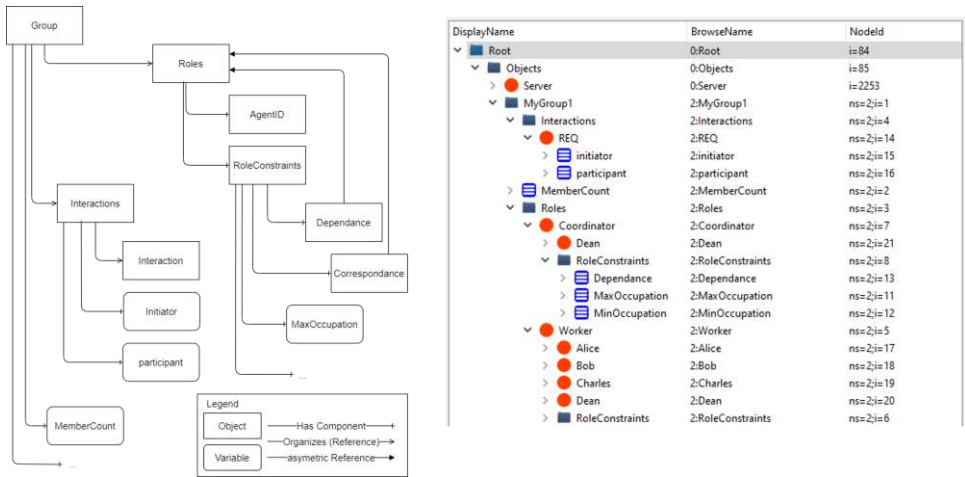 Group
Roles
AgentID
RoleConstraints
Interactions
Dependance
Interaction
Correspondance
Initiator
MaxOccupation
participant
...
Legend
Object
Has Component
Organizes (Reference)
MemberCount
Variable
asymetric Reference
...
DisplayName BrowseName NodeId
Root 0:Root i=84
Objects 0:Objects i=85
Server 0:Server i=2253
MyGroup1 2:MyGroup1 ns=2;i=1
Interactions 2:Interactions ns=2;i=4
REQ 2:REQ ns=2;i=14
initiator 2:initiator ns=2;i=15
participant 2:participant ns=2;i=16
MemberCount 2:MemberCount ns=2;i=2
Roles 2:Roles ns=2;i=3
Coordinator 2:Coordinator ns=2;i=7
Dean 2:Dean ns=2;i=21
RoleConstraints 2:RoleConstraints ns=2;i=8
Dependance 2:Dependance ns=2;i=13
MaxOccupation 2:MaxOccupation ns=2;i=11
MinOccupation 2:MinOccupation ns=2;i=12
Worker 2:Worker ns=2;i=5
Alice 2:Alice ns=2;i=17
Bob 2:Bob ns=2;i=18
Charles 2:Charles ns=2;i=19
Dean 2:Dean ns=2;i=20
RoleConstraints 2:RoleConstraints ns=2;i=6